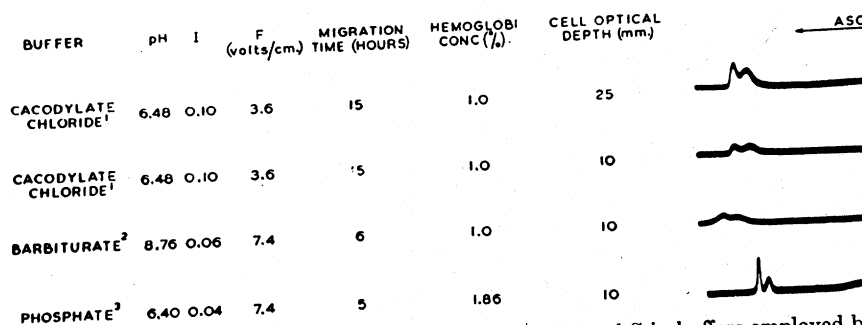 BUFFER pH I F (volts/cm.) MIGRATION TIME (HOURS) HEMOGLOBI CONC (%). CELL OPTICAL DEPTH (mm.) ASC
CACODYLATE CHLORIDE¹ 6.48 0.10 3.6 15 1.0 25
CACODYLATE CHLORIDE¹ 6.48 0.10 3.6 15 1.0 10
BARBITURATE² 8.76 0.06 7.4 6 1.0 10
PHOSPHATE³ 6.40 0.04 7.4 5 1.86 10